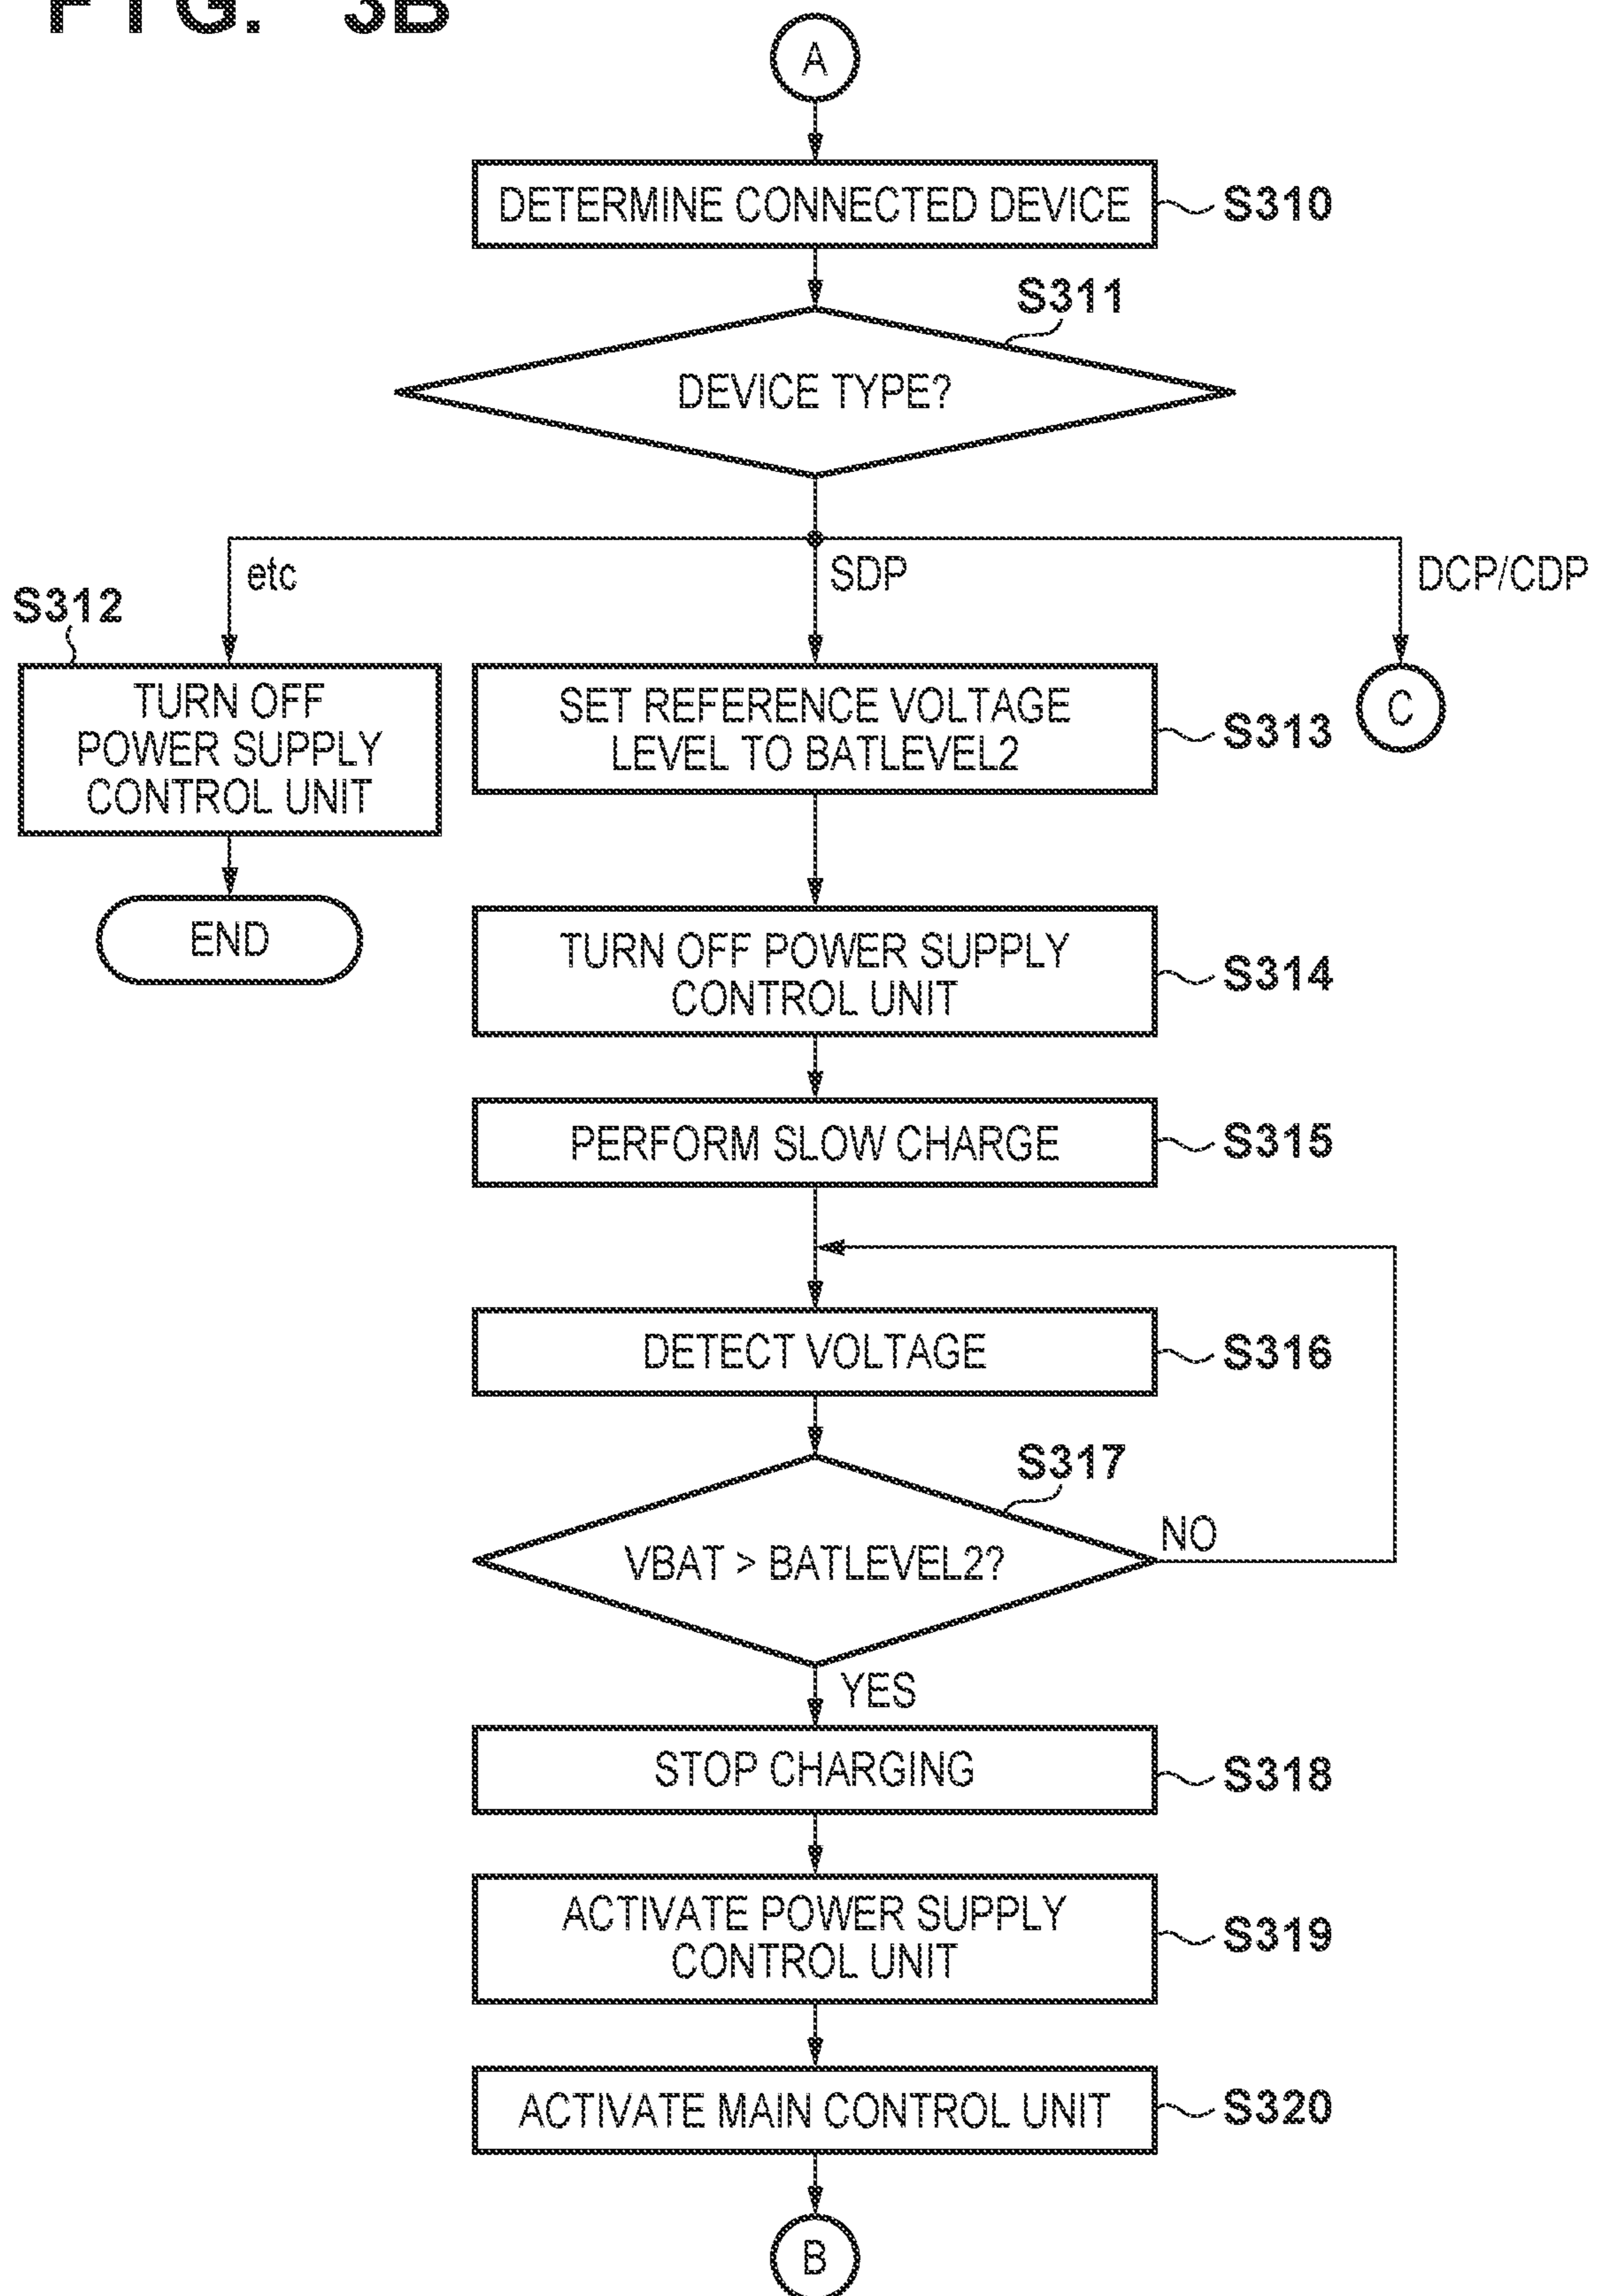 FIG. 3B
A
DETERMINE CONNECTED DEVICE
S310
S311
DEVICE TYPE?
etc
SDP
DCP/CDP
S312
TURN OFF
POWER SUPPLY
CONTROL UNIT
SET REFERENCE VOLTAGE
LEVEL TO BATLEVEL2
S313
C
END
TURN OFF POWER SUPPLY
CONTROL UNIT
S314
PERFORM SLOW CHARGE
S315
DETECT VOLTAGE
S316
S317
VBAT > BATLEVEL2?
NO
YES
STOP CHARGING
S318
ACTIVATE POWER SUPPLY
CONTROL UNIT
S319
ACTIVATE MAIN CONTROL UNIT
S320
B